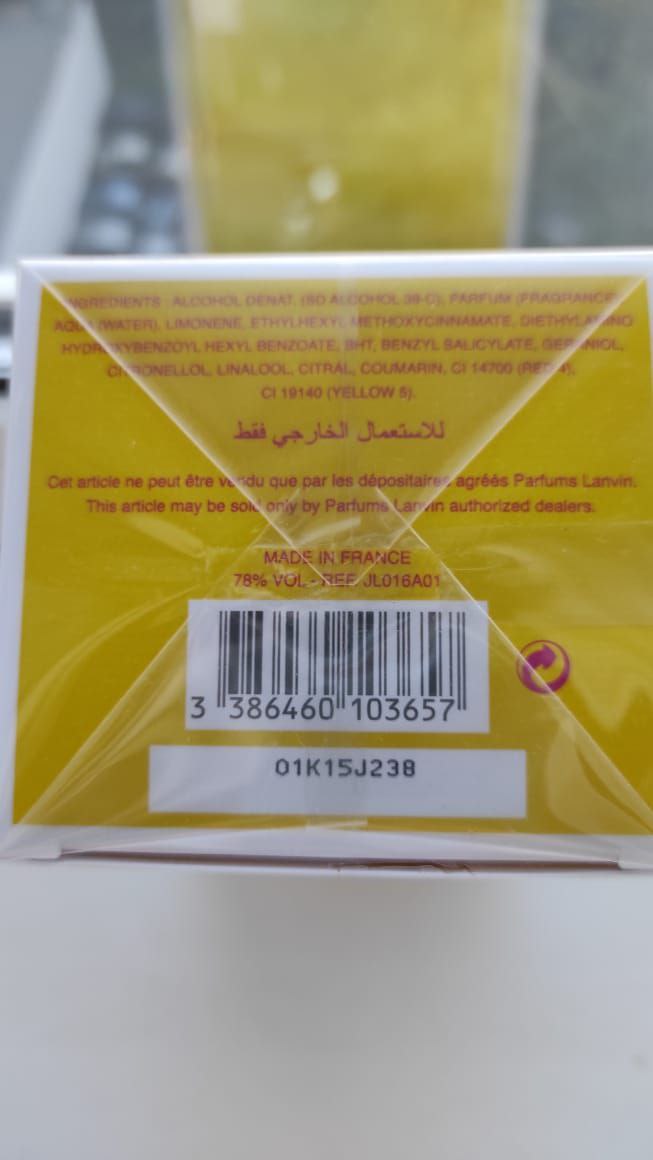 INGREDIENTS : ALCOHOL DENAT. (SD ALCOHOL 39-C), PARFUM (FRAGRANCE),
AQUA (WATER), LIMONENE, ETHYLHEXYL METHOXYCINNAMATE, DIETHYLAMINO
HYDROXYBENZOYL HEXYL BENZOATE, BHT, BENZYL SALICYLATE, GERANIOL,
CITRONELLOL, LINALOOL, CITRAL, COUMARIN, CI 14700 (RED 4),
CI 19140 (YELLOW 5).
للاستعمال الخارجي فقط
Cet article ne peut être vendu que par les dépositaires agréés Parfums Lanvin.
This article may be sold only by Parfums Lanvin authorized dealers.
MADE IN FRANCE
78% VOL - REF. JL016A01
3 386460 103657
01K15J238